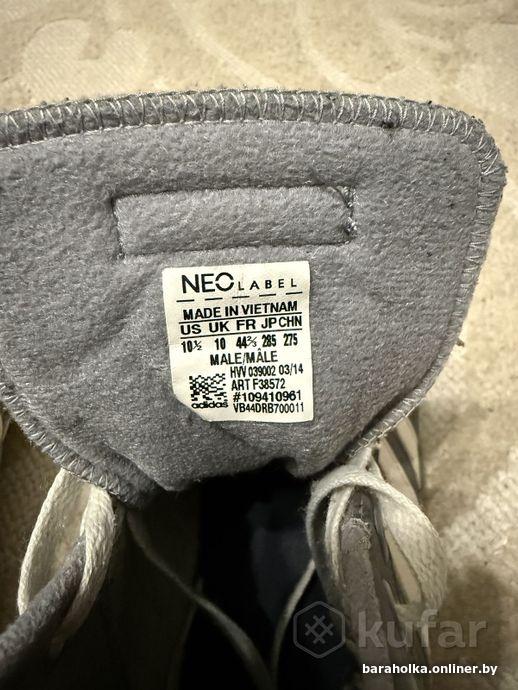 NEO LABEL
MADE IN VIETNAM
US UK FR JP CHN
10½ 10 44⅔ 285 275
MALE/MÂLE
HVV 039002 03/14
ART F38572
#109410961
adidas VB44DRB700011
kufar
baraholka.onliner.by